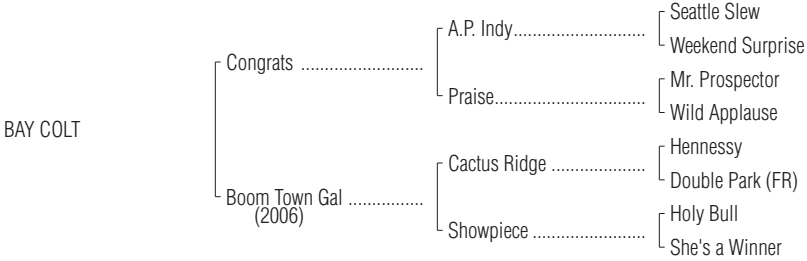 Seattle Slew
A.P. Indy..............................
Weekend Surprise
Congrats ...........................
Mr. Prospector
Praise..................................
Wild Applause
BAY COLT
Hennessy
Cactus Ridge .....................
Double Park (FR)
Boom Town Gal .................
(2006)
Holy Bull
Showpiece .........................
She's a Winner